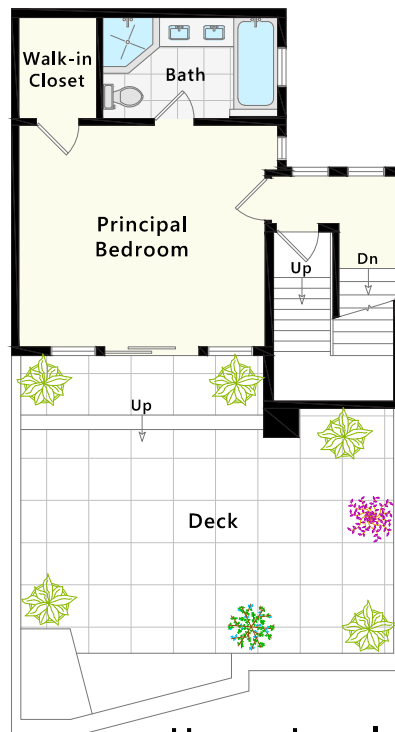 Walk-in
Closet
Bath
Principal
Bedroom
Up
Dn
Up
Deck